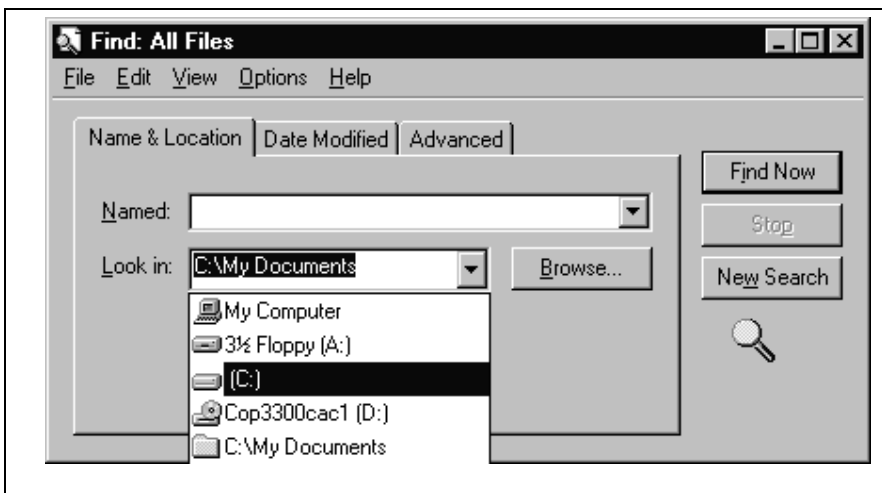 Find: All Files
File Edit View Options Help
Name & Location Date Modified Advanced
Find Now
Named:
Stop
Look in: C:\My Documents Browse...
New Search
My Computer
3½ Floppy (A:)
(C:)
Cop3300cac1 (D:)
C:\My Documents